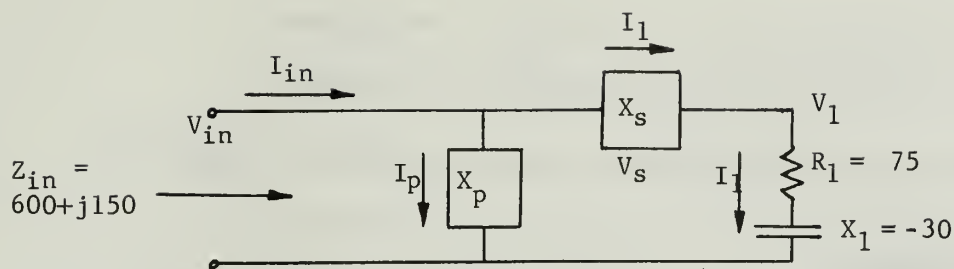 I1
Iin
Vin
Xs
V1
Vs
Zin =
600+j150
Ip
Xp
I1
R1 = 75
X1 = -30